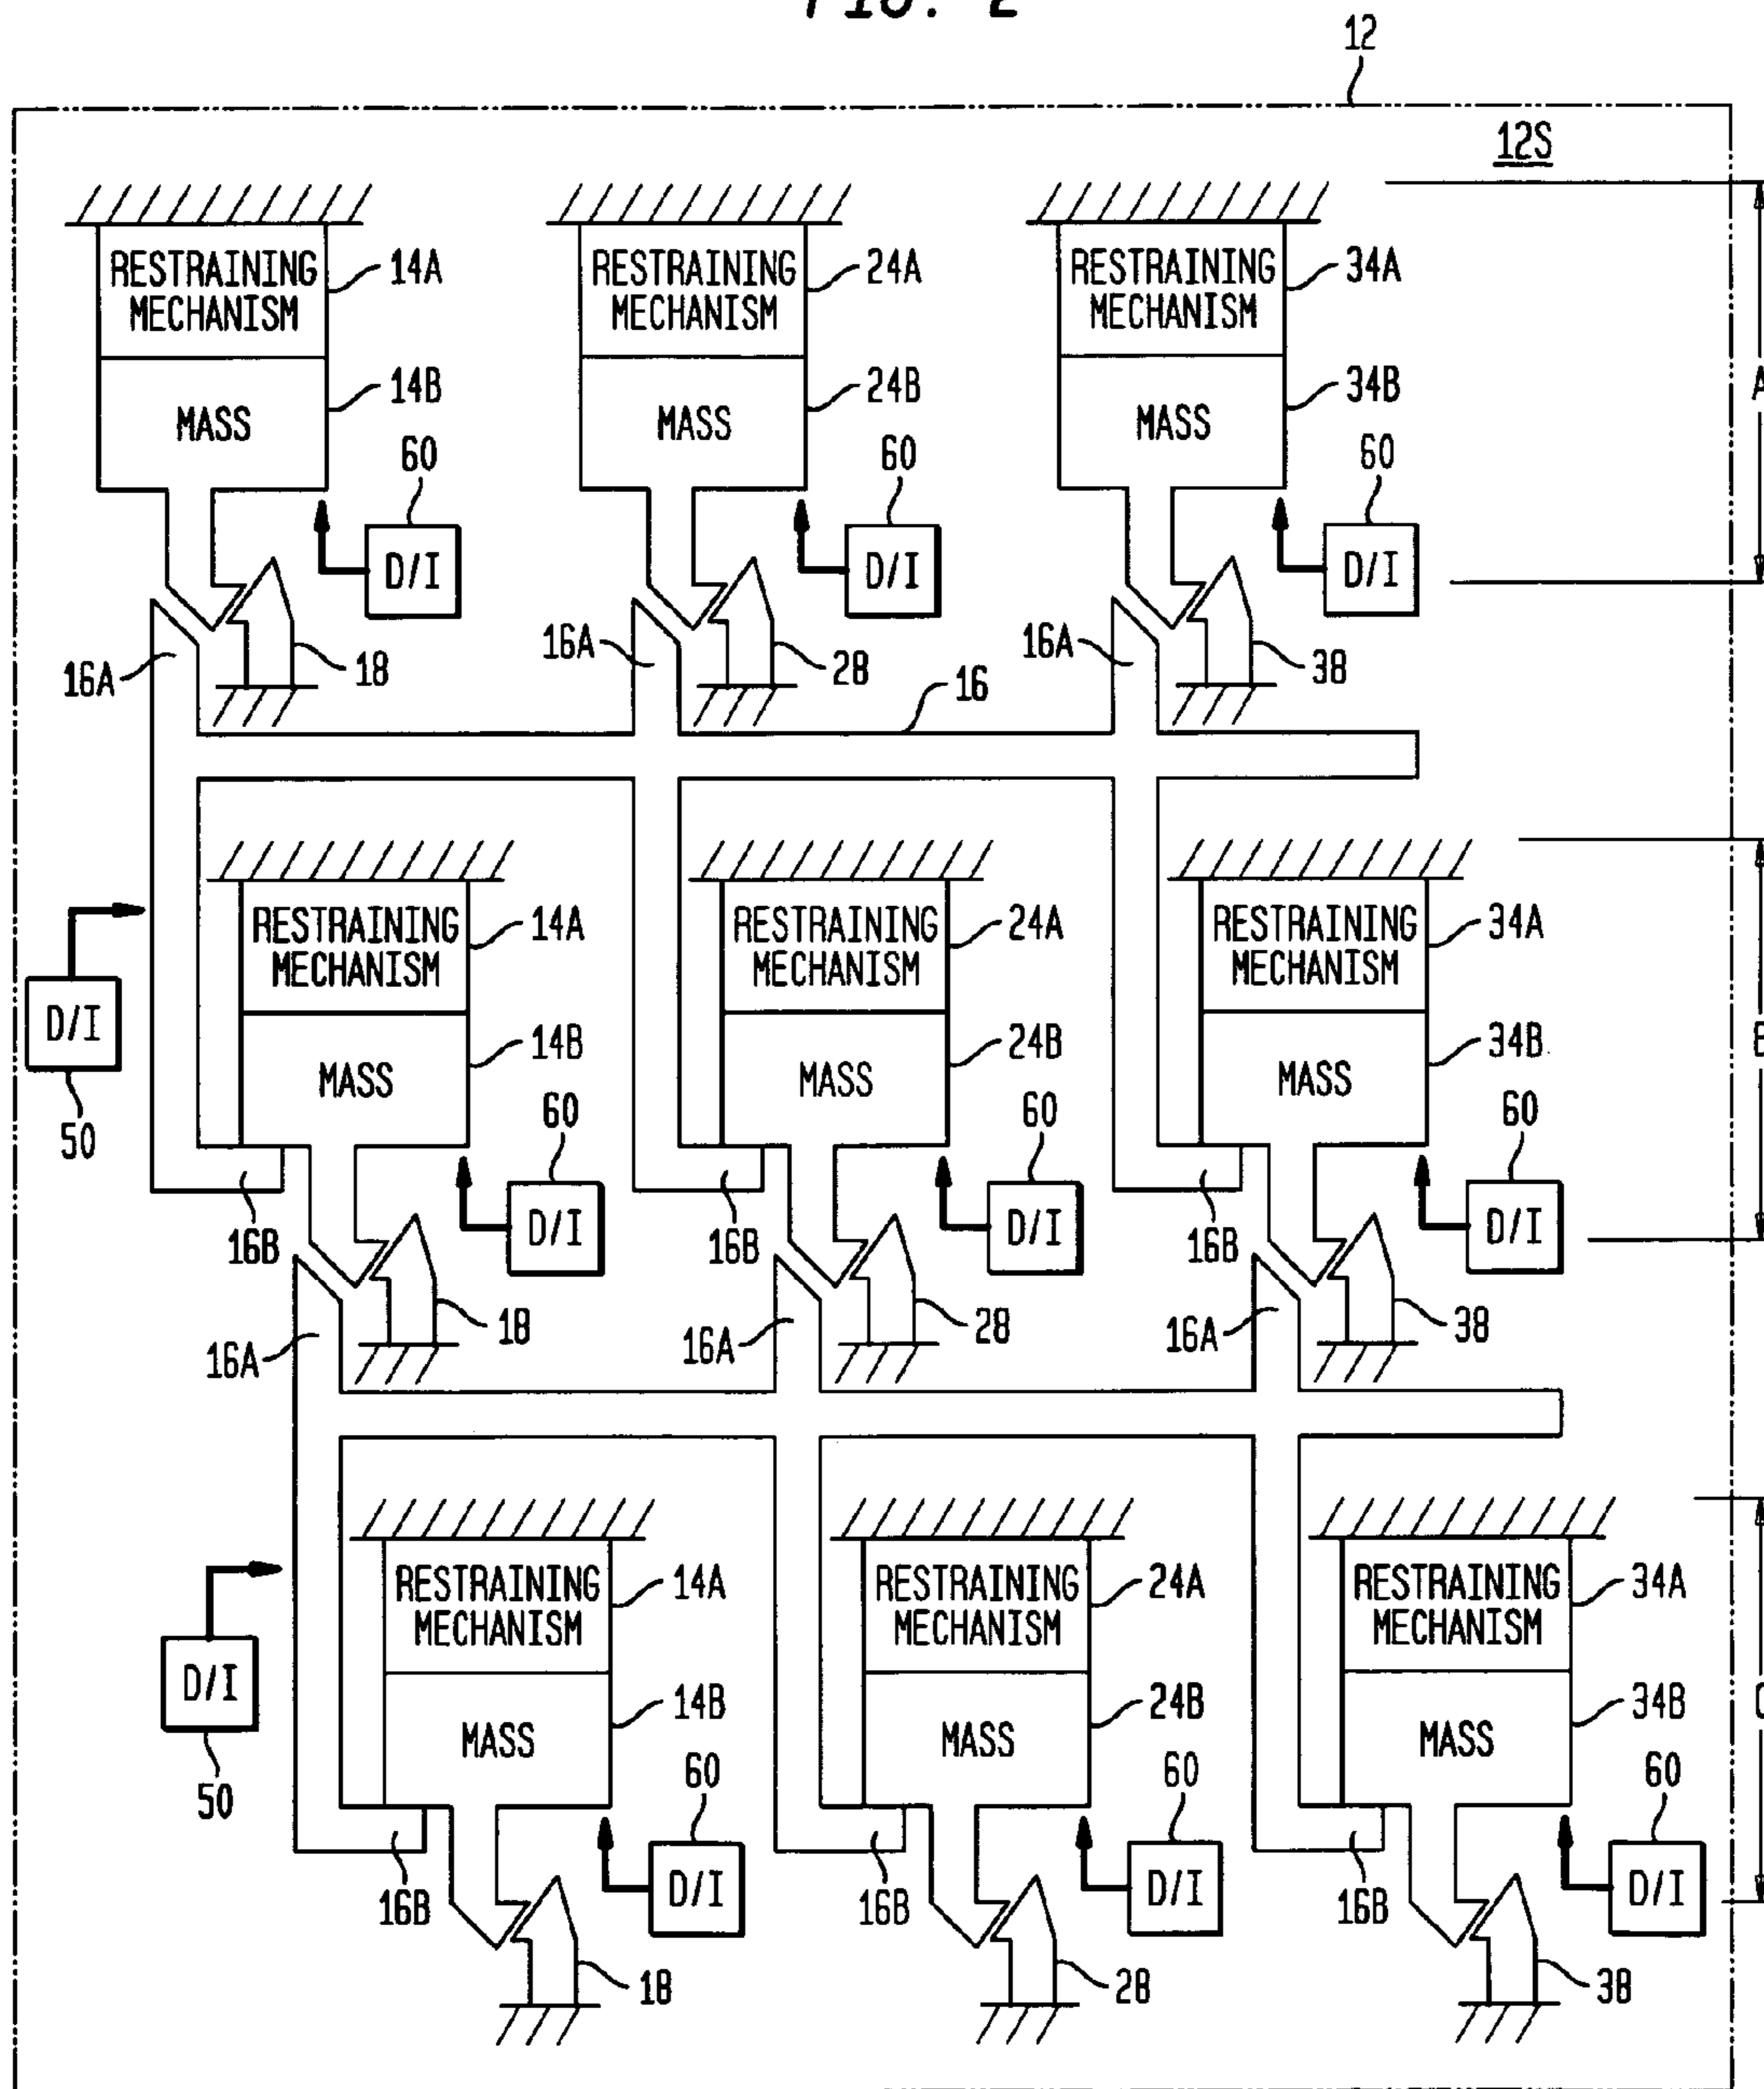 FIG. 2
12
12S
RESTRAINING MECHANISM
14A
RESTRAINING MECHANISM
24A
RESTRAINING MECHANISM
34A
A
MASS
14B
MASS
24B
MASS
34B
60
60
60
D/I
D/I
D/I
16A
18
16A
28
16A
38
16
RESTRAINING MECHANISM
14A
RESTRAINING MECHANISM
24A
RESTRAINING MECHANISM
34A
D/I
50
MASS
14B
MASS
24B
MASS
34B
B
60
60
60
D/I
D/I
D/I
16B
16B
16B
16A
18
16A
28
16A
38
RESTRAINING MECHANISM
14A
RESTRAINING MECHANISM
24A
RESTRAINING MECHANISM
34A
D/I
50
MASS
14B
MASS
24B
MASS
34B
60
60
60
D/I
D/I
D/I
16B
16B
16B
18
28
38